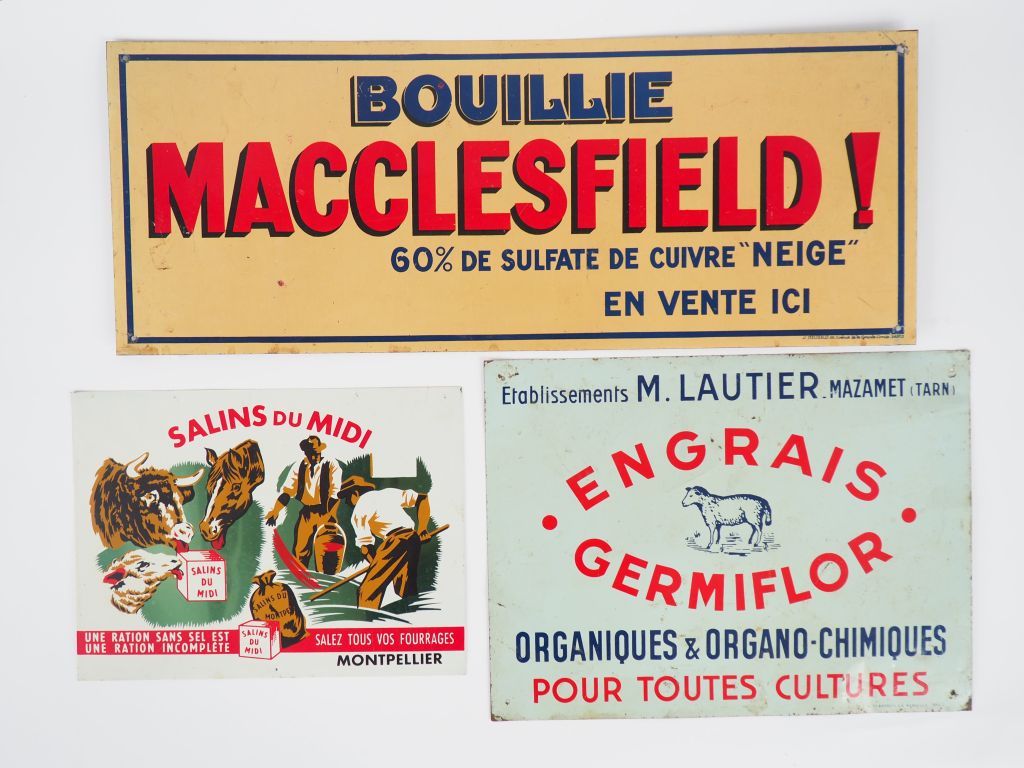 BOUILLIE
MACCLESFIELD !
60% DE SULFATE DE CUIVRE "NEIGE"
EN VENTE ICI
SALINS DU MIDI
SALINS
DU
MIDI
SALINS DU
UNE RATION SANS SEL EST
UNE RATION INCOMPLÈTE
SALINS
DU
MIDI
SALEZ TOUS VOS FOURRAGES
MONTPELLIER
Etablissements M. LAUTIER. MAZAMET (TARN)
ENGRAIS
GERMIFLOR
ORGANIQUES & ORGANO-CHIMIQUES
POUR TOUTES CULTURES